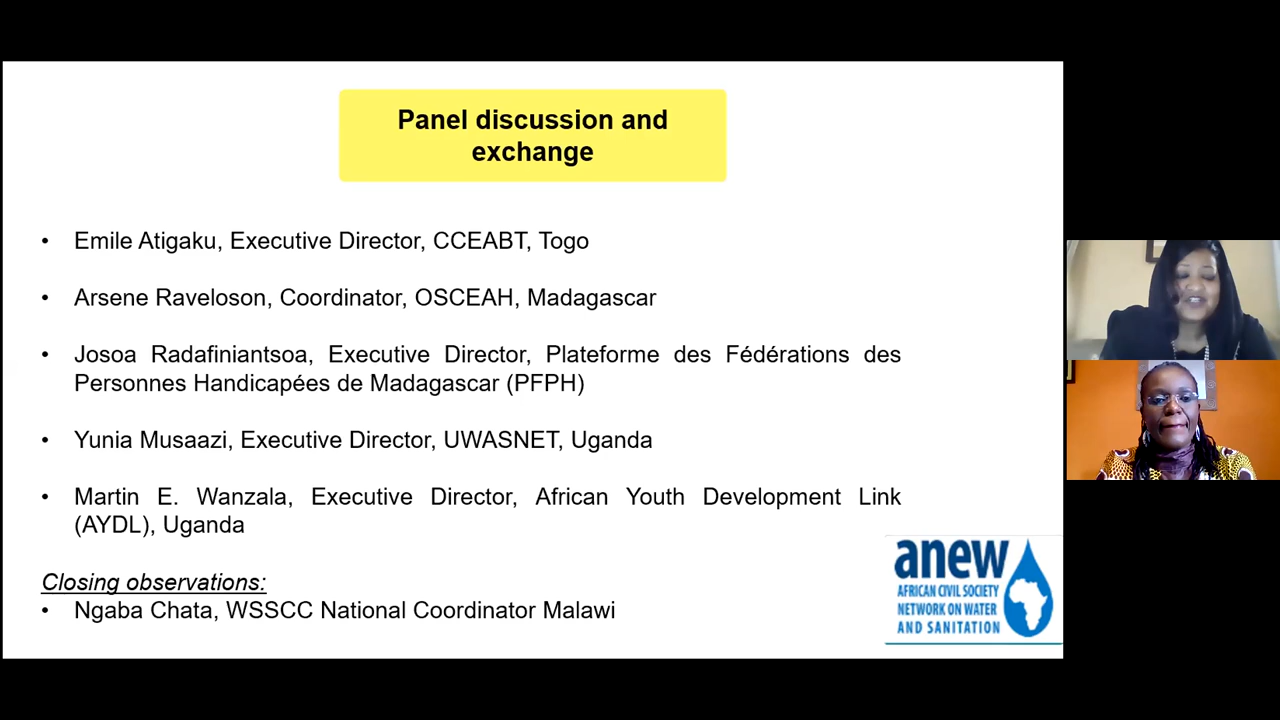 Panel discussion and
exchange
• Emile Atigaku, Executive Director, CCEABT, Togo
• Arsene Raveloson, Coordinator, OSCEAH, Madagascar
• Josoa Radafiniantsoa, Executive Director, Plateforme des Fédérations des
Personnes Handicapées de Madagascar (PFPH)
• Yunia Musaazi, Executive Director, UWASNET, Uganda
• Martin E. Wanzala, Executive Director, African Youth Development Link
(AYDL), Uganda
Closing observations:
• Ngaba Chata, WSSCC National Coordinator Malawi
anew
AFRICAN CIVIL SOCIETY
NETWORK ON WATER
AND SANITATION